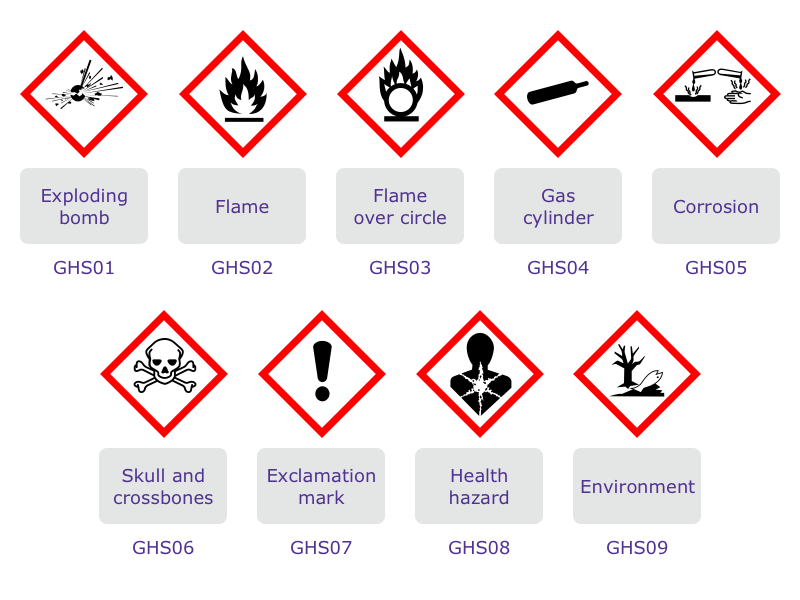 Exploding
bomb
Flame
Flame
over circle
Gas
cylinder
Corrosion
GHS01
GHS02
GHS03
GHS04
GHS05
Skull and
crossbones
Exclamation
mark
Health
hazard
Environment
GHS06
GHS07
GHS08
GHS09